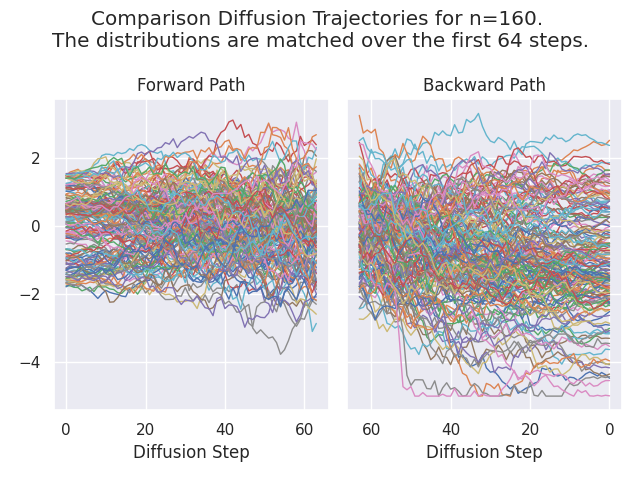 Comparison Diffusion Trajectories for n=160.
The distributions are matched over the first 64 steps.
Forward Path
Backward Path
2
0
−2
−4
0 20 40 60
60 40 20 0
Diffusion Step
Diffusion Step